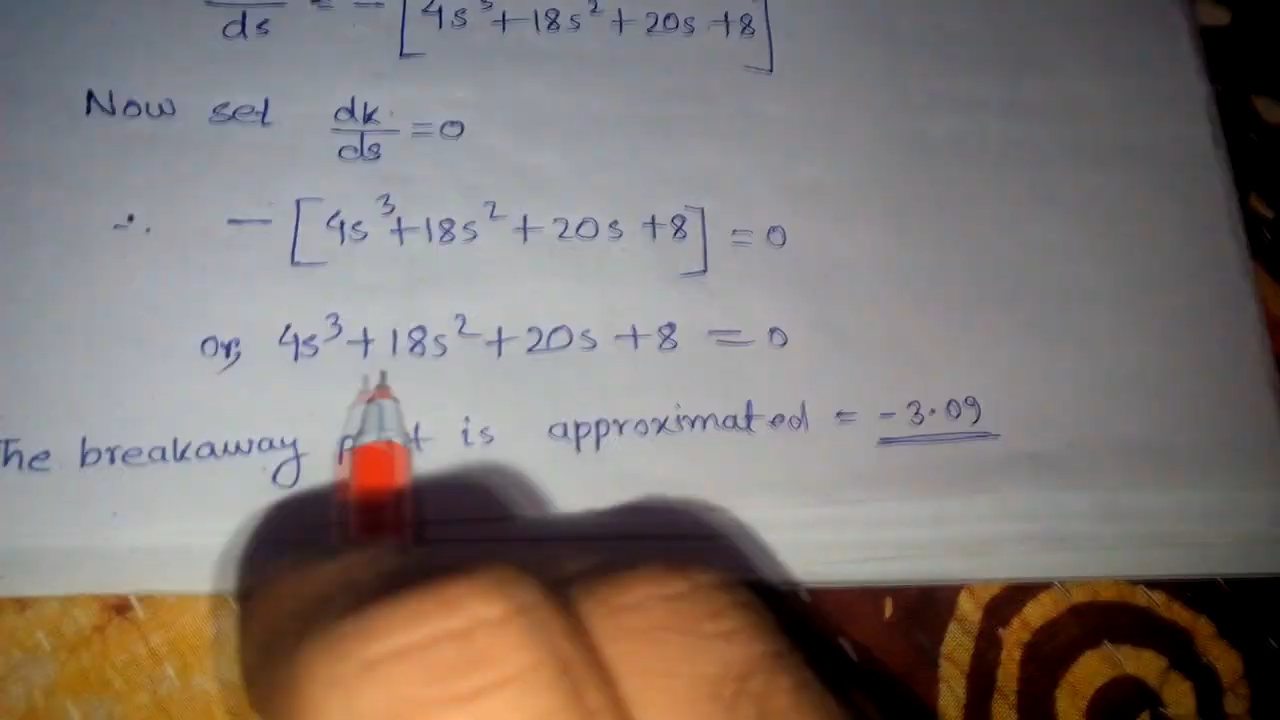 ds = - [4s³+18s²+20s+8]
Now set dk/ds =0
∴ - [4s³+18s²+20s+8] =0
or, 4s³+18s²+20s+8 =0
The breakaway is approximated = -3.09